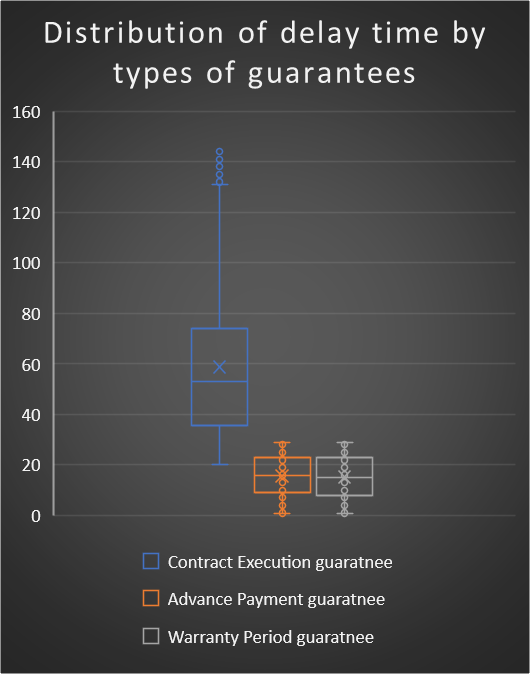 Distribution of delay time by
types of guarantees
160
140
120
100
80
60
40
20
0
Contract Execution guaratnee
Advance Payment guaratnee
Warranty Period guaratnee